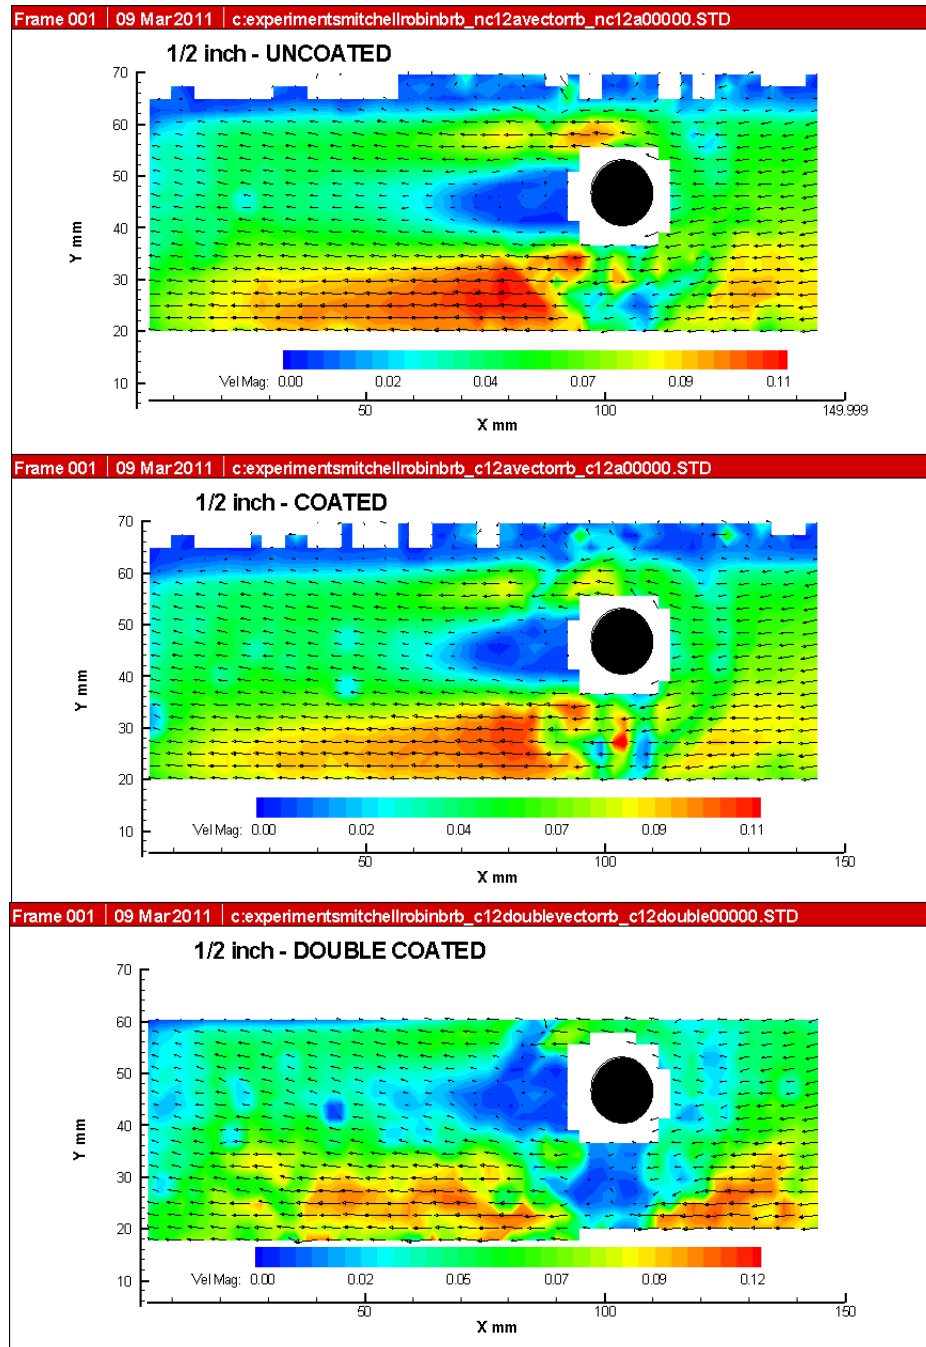 Frame 001 | 09 Mar 2011 | c:experimentsmitchellrobinbrb_nc12avectorrb_nc12a00000.STD
1/2 inch - UNCOATED
70
60
50
40
30
20
10
Y mm
Vel Mag: 0.00 0.02 0.04 0.07 0.09 0.11
50 100 149.999
X mm
Frame 001 | 09 Mar 2011 | c:experimentsmitchellrobinbrb_c12avectorrb_c12a00000.STD
1/2 inch - COATED
70
60
50
40
30
20
10
Y mm
Vel Mag: 0.00 0.02 0.04 0.07 0.09 0.11
50 100 150
X mm
Frame 001 | 09 Mar 2011 | c:experimentsmitchellrobinbrb_c12doublevectorrb_c12double00000.STD
1/2 inch - DOUBLE COATED
70
60
50
40
30
20
10
Y mm
Vel Mag: 0.00 0.02 0.05 0.07 0.09 0.12
50 100 150
X mm